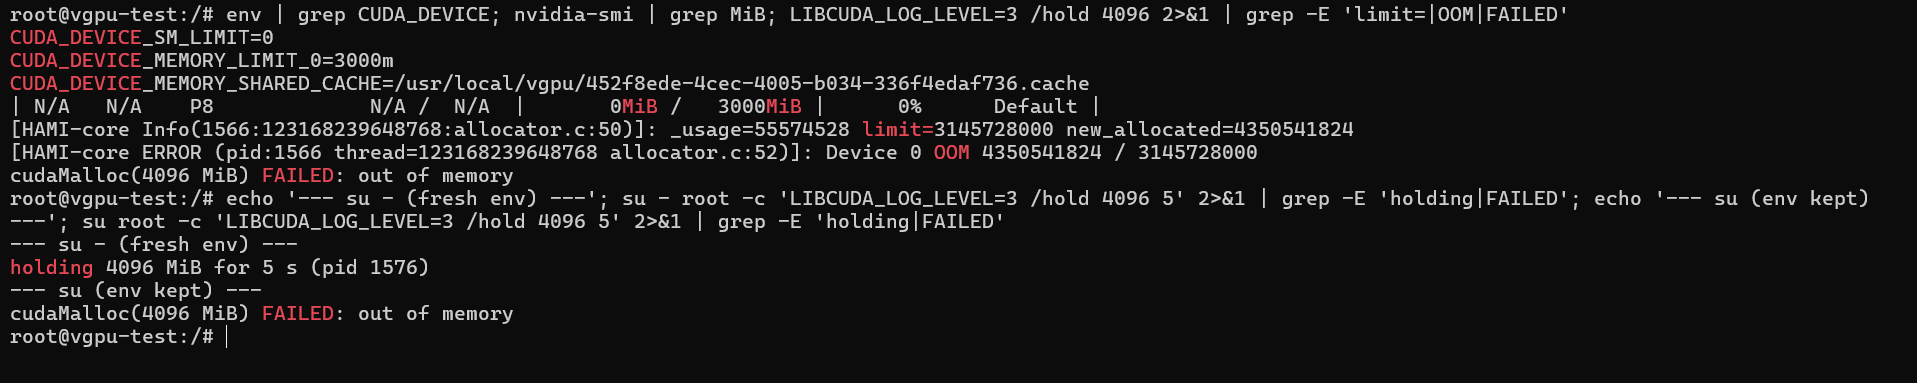 root@vgpu-test:/# env | grep CUDA_DEVICE; nvidia-smi | grep MiB; LIBCUDA_LOG_LEVEL=3 /hold 4096 2>&1 | grep -E 'limit=|OOM|FAILED'
CUDA_DEVICE_SM_LIMIT=0
CUDA_DEVICE_MEMORY_LIMIT_0=3000m
CUDA_DEVICE_MEMORY_SHARED_CACHE=/usr/local/vgpu/452f8ede-4cec-4005-b034-336f4edaf736.cache
| N/A   N/A    P8             N/A /  N/A  |       0MiB /   3000MiB |      0%      Default |
[HAMI-core Info(1566:123168239648768:allocator.c:50)]: _usage=55574528 limit=3145728000 new_allocated=4350541824
[HAMI-core ERROR (pid:1566 thread=123168239648768 allocator.c:52)]: Device 0 OOM 4350541824 / 3145728000
cudaMalloc(4096 MiB) FAILED: out of memory
root@vgpu-test:/# echo '--- su - (fresh env) ---'; su - root -c 'LIBCUDA_LOG_LEVEL=3 /hold 4096 5' 2>&1 | grep -E 'holding|FAILED'; echo '--- su (env kept)
---'; su root -c 'LIBCUDA_LOG_LEVEL=3 /hold 4096 5' 2>&1 | grep -E 'holding|FAILED'
--- su - (fresh env) ---
holding 4096 MiB for 5 s (pid 1576)
--- su (env kept) ---
cudaMalloc(4096 MiB) FAILED: out of memory
root@vgpu-test:/#